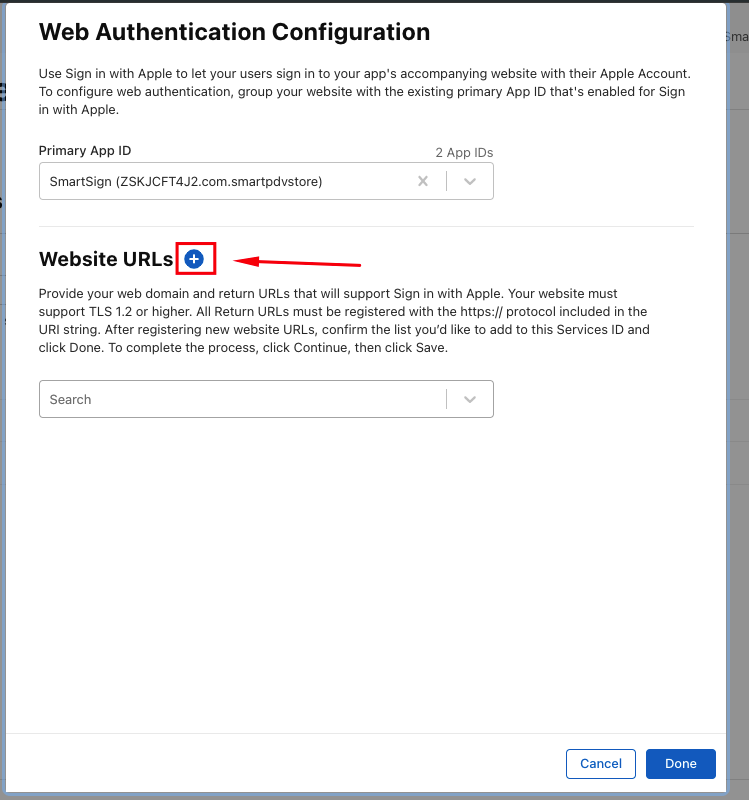 Web Authentication Configuration
Use Sign in with Apple to let your users sign in to your app's accompanying website with their Apple Account.
To configure web authentication, group your website with the existing primary App ID that's enabled for Sign
in with Apple.
Primary App ID
2 App IDs
SmartSign (ZSKJCFT4J2.com.smartpdvstore)
Website URLs
Provide your web domain and return URLs that will support Sign in with Apple. Your website must
support TLS 1.2 or higher. All Return URLs must be registered with the https:// protocol included in the
URI string. After registering new website URLs, confirm the list you’d like to add to this Services ID and
click Done. To complete the process, click Continue, then click Save.
Search
Cancel
Done